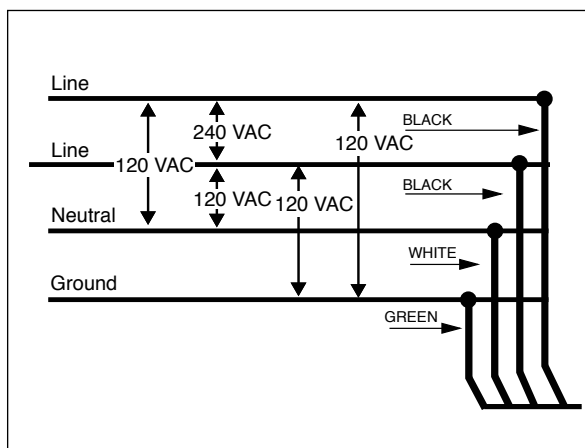 Line
BLACK
240 VAC
120 VAC
Line
120 VAC
BLACK
120 VAC
120 VAC
Neutral
WHITE
Ground
GREEN